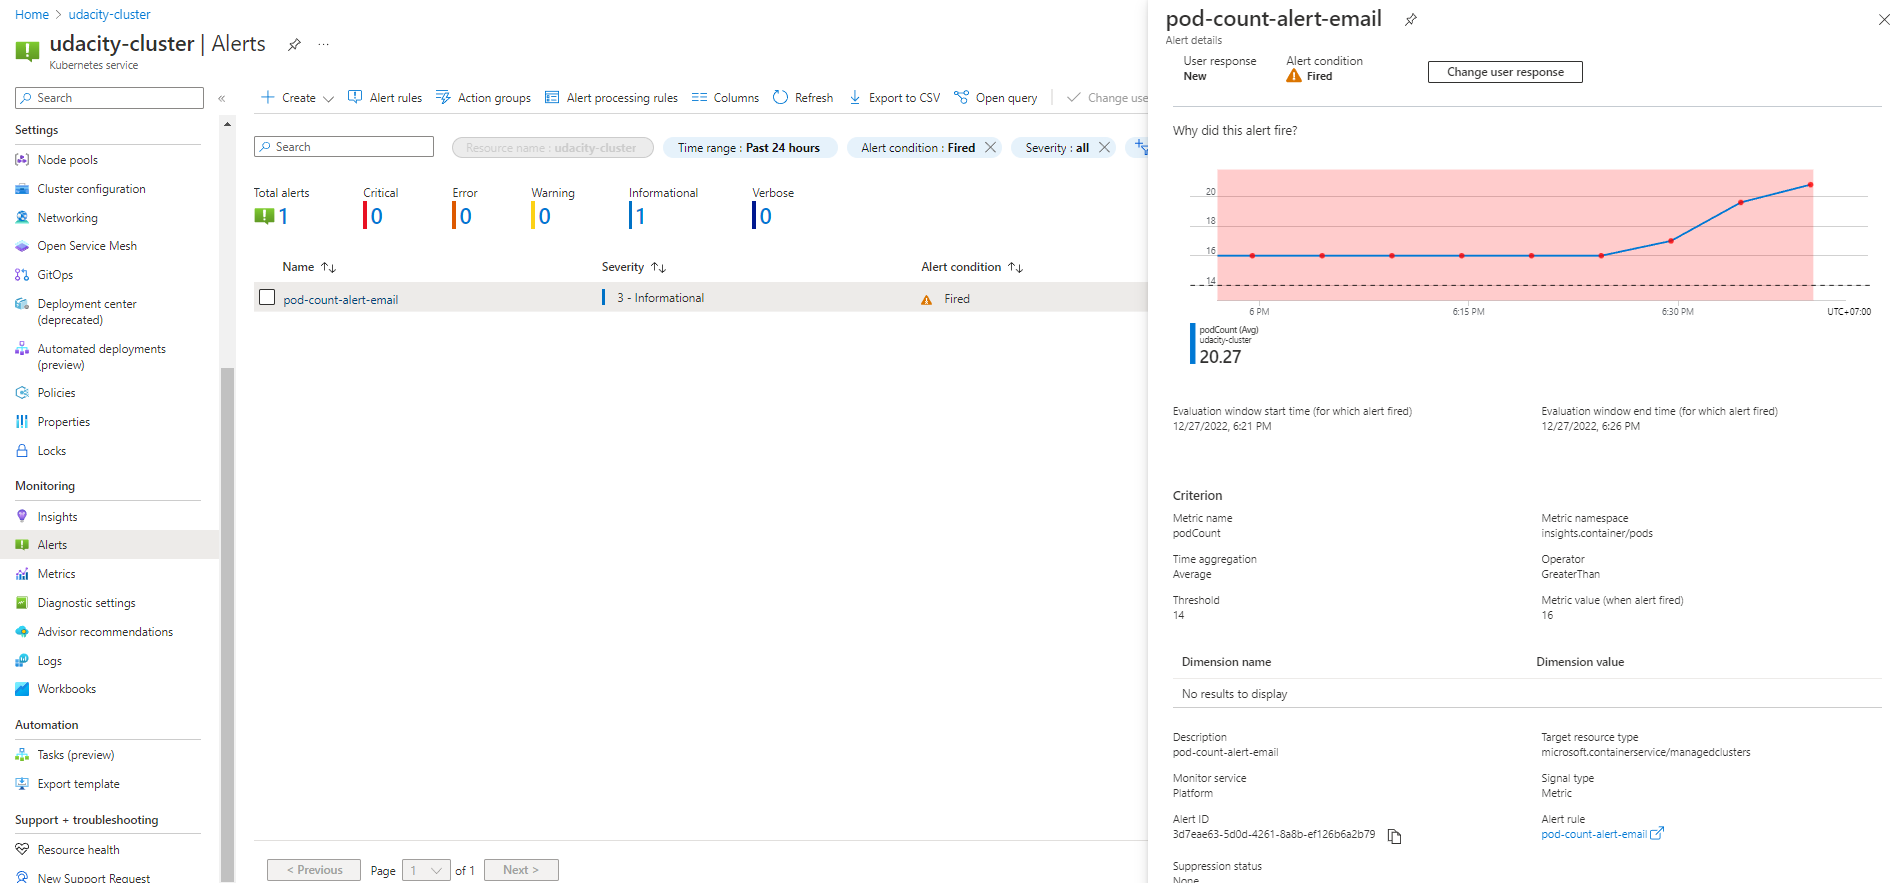 Home > udacity-cluster
udacity-cluster | Alerts ...
Kubernetes service
Search «
Settings
Node pools
Cluster configuration
Networking
Open Service Mesh
GitOps
Deployment center
(deprecated)
Automated deployments
(preview)
Policies
Properties
Locks
Monitoring
Insights
Alerts
Metrics
Diagnostic settings
Advisor recommendations
Logs
Workbooks
Automation
Tasks (preview)
Export template
Support + troubleshooting
Resource health
New Support Request
+ Create Alert rules Action groups Alert processing rules Columns Refresh Export to CSV Open query Change use
Search Resource name : udacity-cluster Time range : Past 24 hours Alert condition : Fired Severity : all
Total alerts Critical Error Warning Informational Verbose
1 0 0 0 1 0
Name Severity Alert condition
pod-count-alert-email 3 - Informational Fired
< Previous Page 1 of 1 Next >
pod-count-alert-email
Alert details
User response Alert condition
New Fired
Change user response
Why did this alert fire?
20
18
16
14
6 PM 6:15 PM 6:30 PM UTC+07:00
podCount (Avg)
udacity-cluster
20.27
Evaluation window start time (for which alert fired) Evaluation window end time (for which alert fired)
12/27/2022, 6:21 PM 12/27/2022, 6:26 PM
Criterion
Metric name Metric namespace
podCount insights.container/pods
Time aggregation Operator
Average GreaterThan
Threshold Metric value (when alert fired)
14 16
Dimension name Dimension value
No results to display
Description Target resource type
pod-count-alert-email microsoft.containerservice/managedclusters
Monitor service Signal type
Platform Metric
Alert ID Alert rule
3d7eae63-5d0d-4261-8a8b-ef126b6a2b79 pod-count-alert-email
Suppression status
None